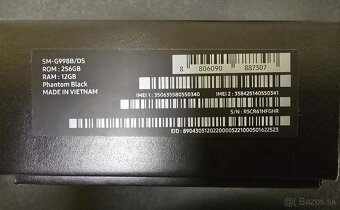 SM-G998B/DS
ROM : 256GB
RAM : 12GB
Phantom Black
MADE IN VIETNAM
8 806090 887307
IMEI 1 : 350635580550340
IMEI 2 : 358425140550341
S/N : R5CR61HFGHR
EID : 89043051202200005221000501622523
Bazos.sk